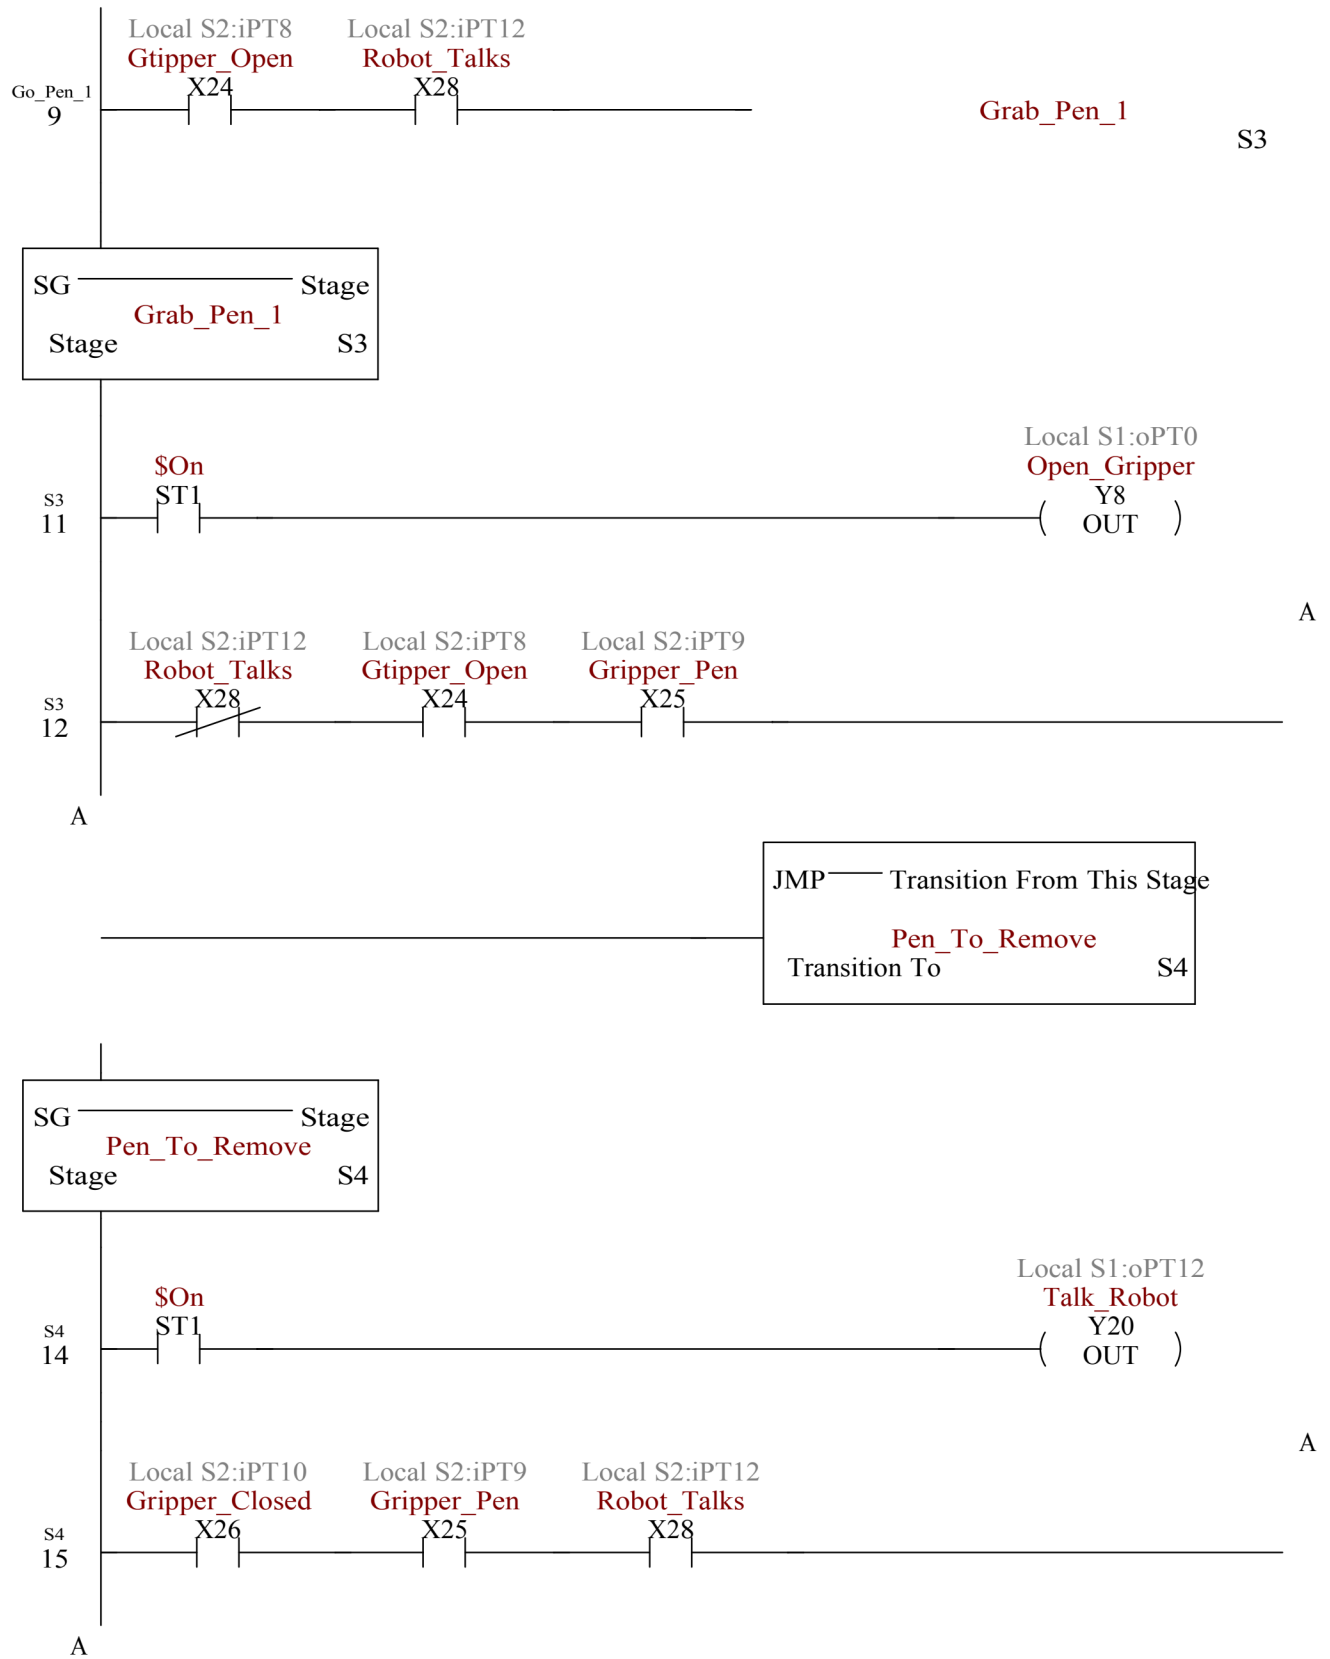 Local S2:iPT8 Local S2:iPT12
Gtipper_Open Robot_Talks
X24 X28
Go_Pen_1
9
Grab_Pen_1
S3
SG Stage
Grab_Pen_1
Stage S3
Local S1:oPT0
$On Open_Gripper
ST1 Y8
S3
11 OUT
A
Local S2:iPT12 Local S2:iPT8 Local S2:iPT9
Robot_Talks Gtipper_Open Gripper_Pen
X28 X24 X25
S3
12
A
JMP Transition From This Stage
Pen_To_Remove
Transition To S4
SG Stage
Pen_To_Remove
Stage S4
Local S1:oPT12
$On Talk_Robot
ST1 Y20
S4
14 OUT
A
Local S2:iPT10 Local S2:iPT9 Local S2:iPT12
Gripper_Closed Gripper_Pen Robot_Talks
X26 X25 X28
S4
15
A